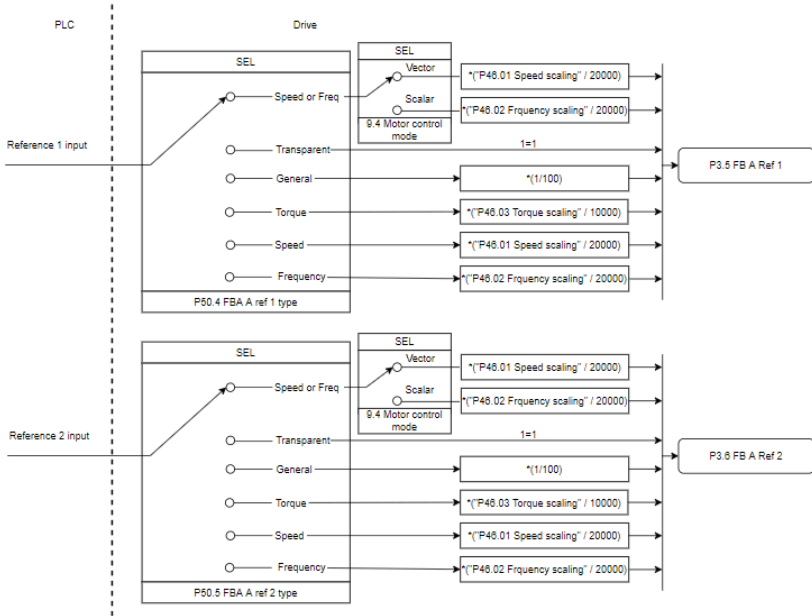 PLC
Drive
SEL
SEL
Vector
*("P46.01 Speed scaling" / 20000)
Speed or Freq
Scalar
*("P46.02 Frquency scaling" / 20000)
9.4 Motor control
mode
Reference 1 input
Transparent
1=1
P3.5 FB A Ref 1
General
*(1/100)
Torque
*("P46.03 Torque scaling" / 10000)
Speed
*("P46.01 Speed scaling" / 20000)
Frequency
*("P46.02 Frquency scaling" / 20000)
P50.4 FBA A ref 1 type
SEL
SEL
Vector
*("P46.01 Speed scaling" / 20000)
Speed or Freq
Scalar
*("P46.02 Frquency scaling" / 20000)
9.4 Motor control
mode
Reference 2 input
Transparent
1=1
P3.6 FB A Ref 2
General
*(1/100)
Torque
*("P46.03 Torque scaling" / 10000)
Speed
*("P46.01 Speed scaling" / 20000)
Frequency
*("P46.02 Frquency scaling" / 20000)
P50.5 FBA A ref 2 type